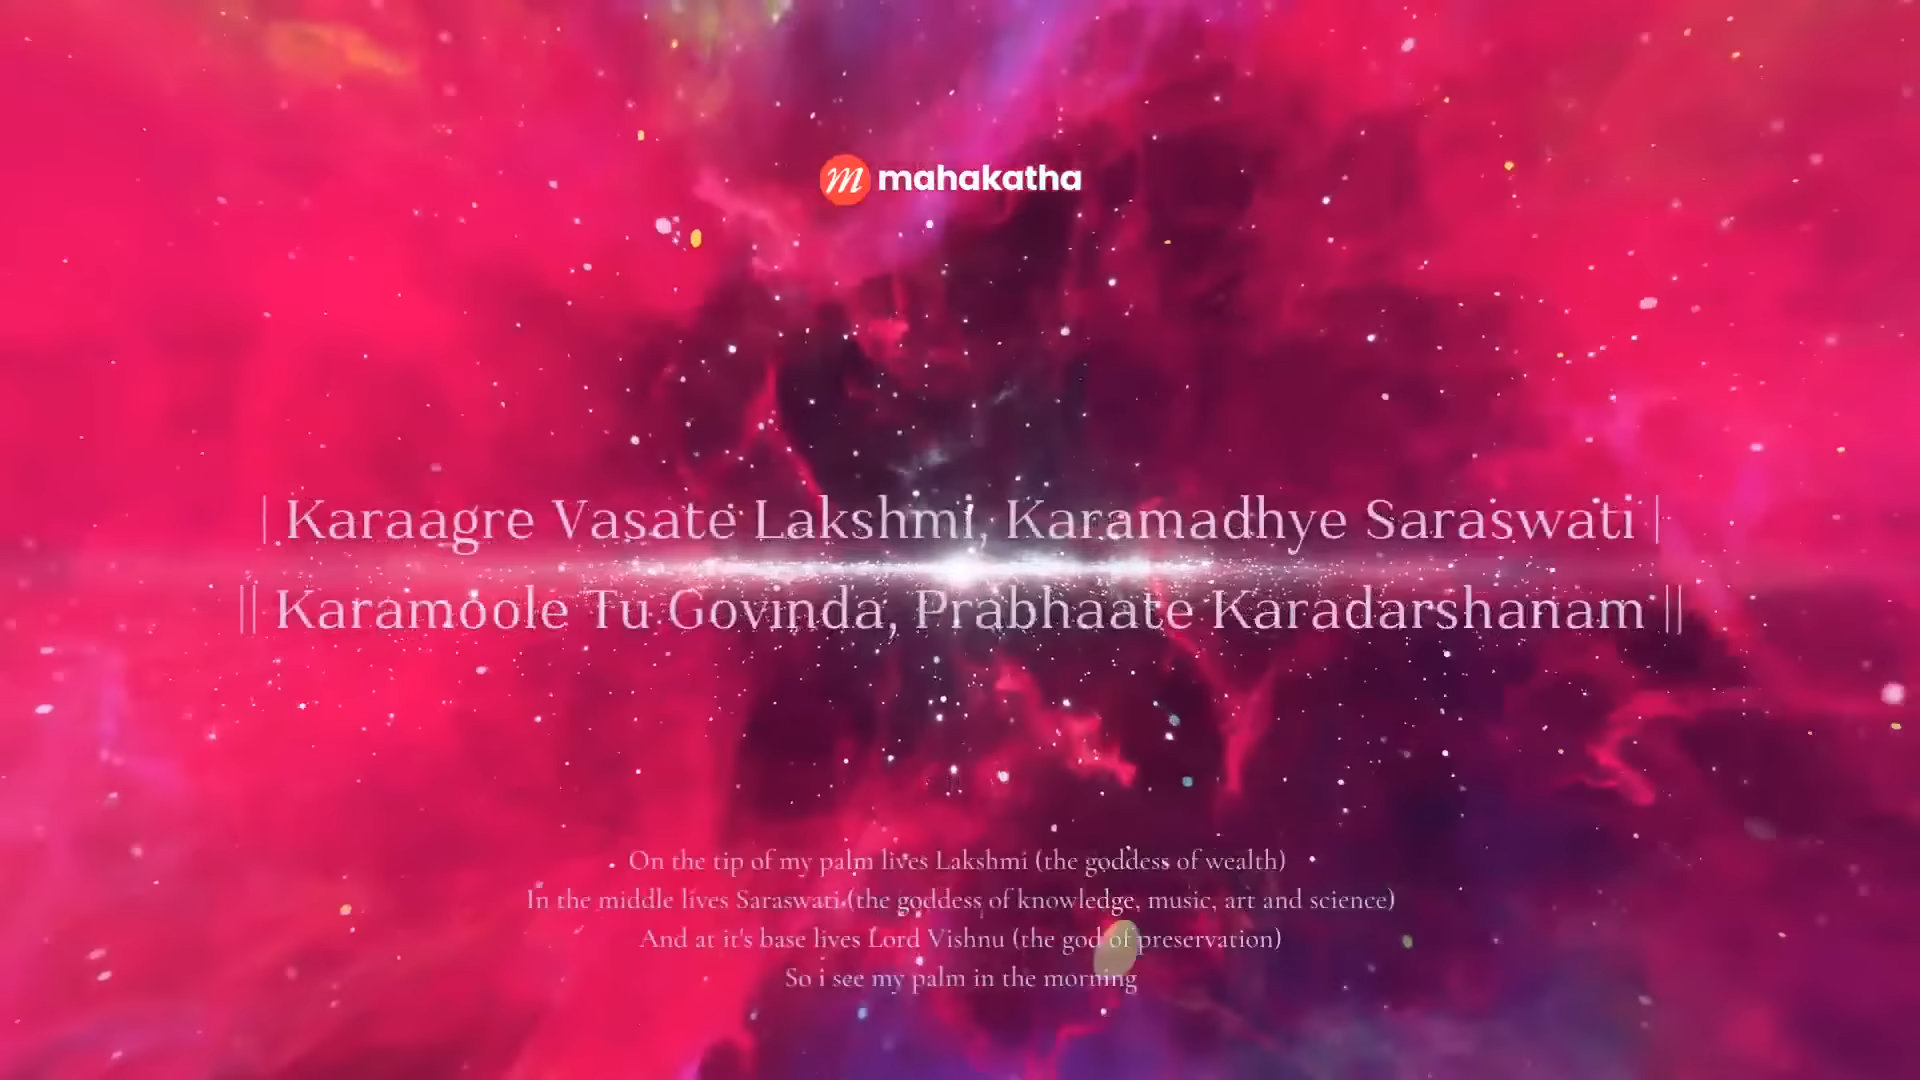 mahakatha
| Karaagre Vasate Lakshmi, Karamadhye Saraswati |
|| Karamoole Tu Govinda, Prabhaate Karadarshanam ||
On the tip of my palm lives Lakshmi (the goddess of wealth)
In the middle lives Saraswati (the goddess of knowledge, music, art and science)
And at it's base lives Lord Vishnu (the god of preservation)
So i see my palm in the morning